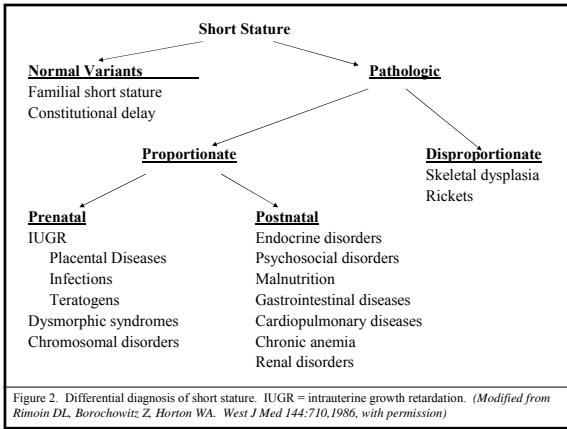 Short Stature
Normal Variants
Familial short stature
Constitutional delay
Pathologic
Proportionate
Disproportionate
Skeletal dysplasia
Rickets
Prenatal
IUGR
Placental Diseases
Infections
Teratogens
Dysmorphic syndromes
Chromosomal disorders
Postnatal
Endocrine disorders
Psychosocial disorders
Malnutrition
Gastrointestinal diseases
Cardiopulmonary diseases
Chronic anemia
Renal disorders
Figure 2.  Differential diagnosis of short stature.  IUGR = intrauterine growth retardation.  (Modified from
Rimoin DL, Borochowitz Z, Horton WA.  West J Med 144:710,1986, with permission)